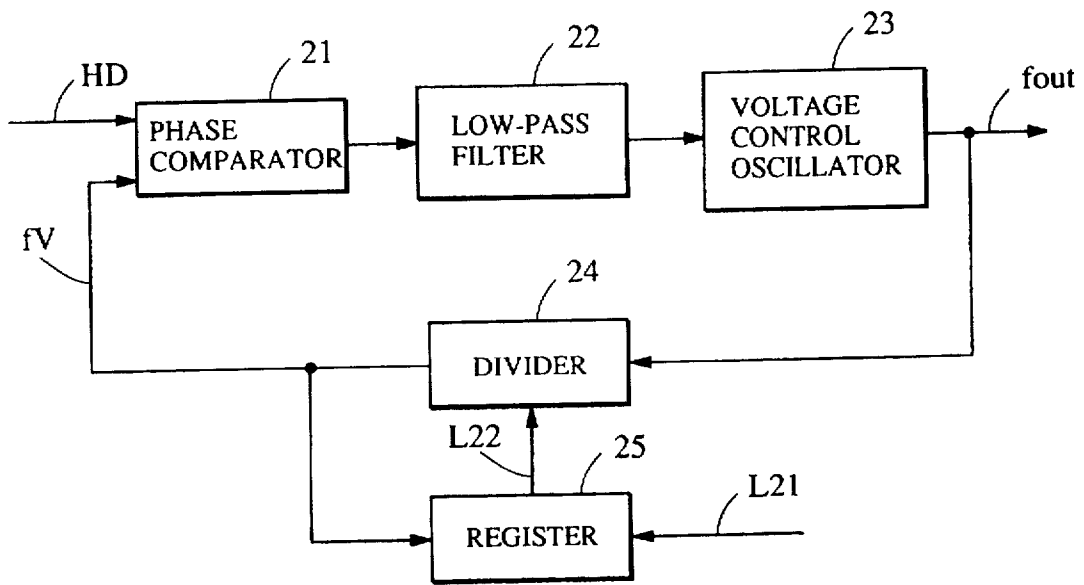 21
22
23
HD
fout
PHASE
COMPARATOR
LOW-PASS
FILTER
VOLTAGE
CONTROL
OSCILLATOR
fV
24
DIVIDER
L22
25
L21
REGISTER